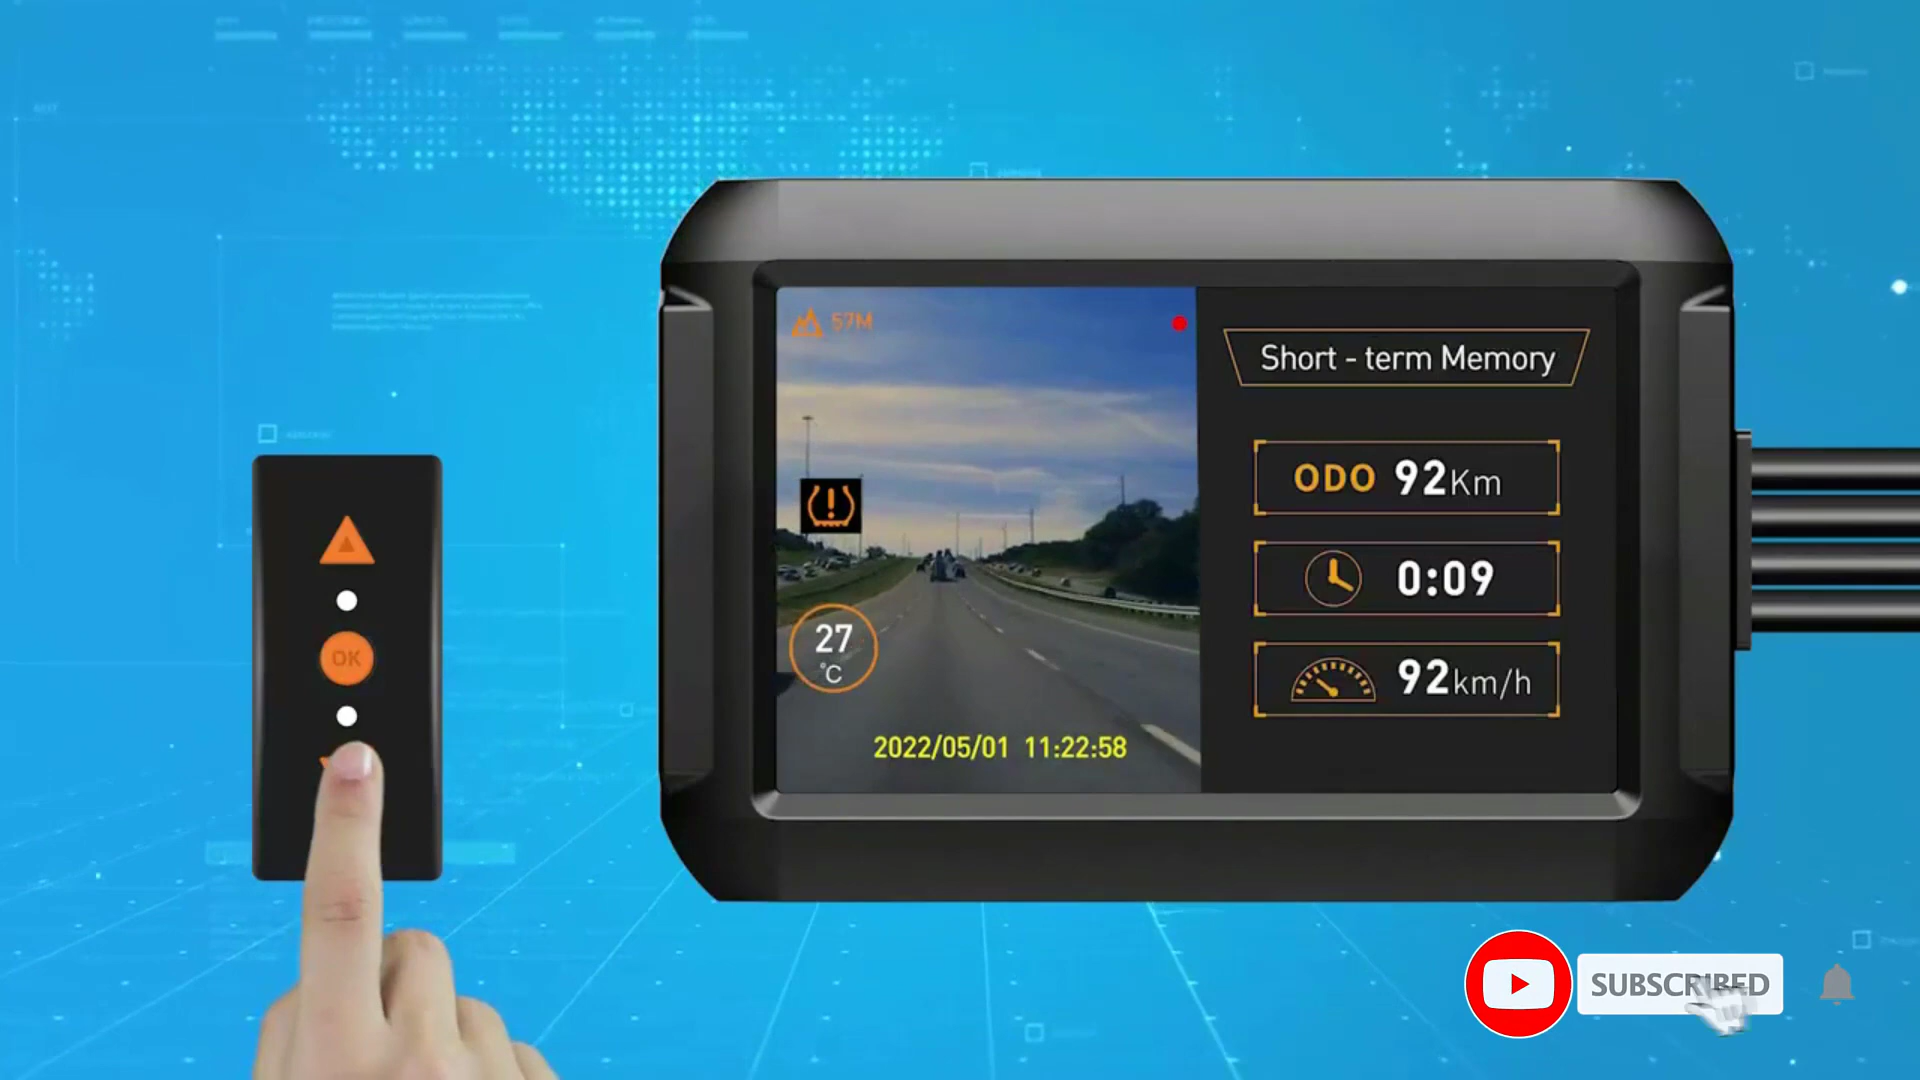 57M
Short - term Memory
ODO 92Km
0:09
92km/h
OK
27
°C
2022/05/01 11:22:58
SUBSCRIBED